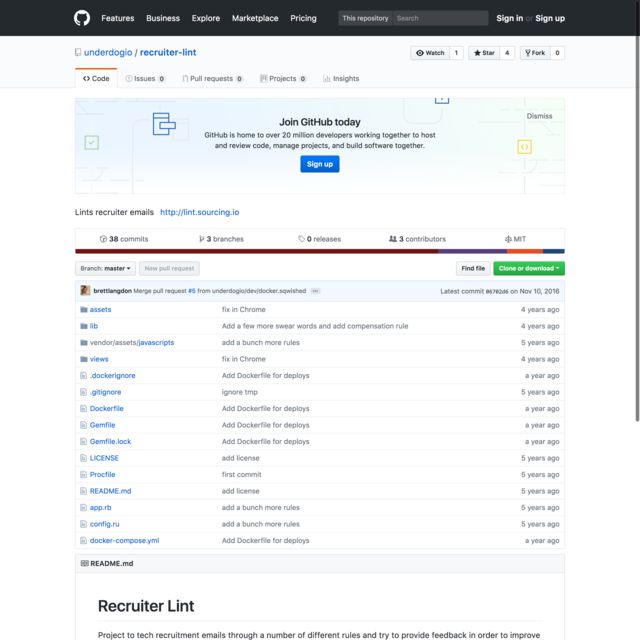 Features Business Explore Marketplace Pricing This repository Search Sign in or Sign up
underdogio / recruiter-lint Watch 1 Star 4 Fork 0
Code Issues 0 Pull requests 0 Projects 0 Insights
Join GitHub today Dismiss
GitHub is home to over 20 million developers working together to host
and review code, manage projects, and build software together.
Sign up
Lints recruiter emails http://lint.sourcing.io
38 commits 3 branches 0 releases 3 contributors MIT
Branch: master New pull request Find file Clone or download
brettlangdon Merge pull request #5 from underdogio/dev/docker.sqwished Latest commit on Nov 10, 2016
assets fix in Chrome 4 years ago
lib Add a few more swear words and add compensation rule 4 years ago
vendor/assets/javascripts add a bunch more rules 5 years ago
views fix in Chrome 4 years ago
.dockerignore Add Dockerfile for deploys a year ago
.gitignore ignore tmp 5 years ago
Dockerfile Add Dockerfile for deploys a year ago
Gemfile Add Dockerfile for deploys a year ago
Gemfile.lock Add Dockerfile for deploys a year ago
LICENSE add license 5 years ago
Procfile first commit 5 years ago
README.md add license 5 years ago
app.rb add a bunch more rules 5 years ago
config.ru add a bunch more rules 5 years ago
docker-compose.yml Add Dockerfile for deploys a year ago
README.md
Recruiter Lint
Project to tech recruitment emails through a number of different rules and try to provide feedback in order to improve